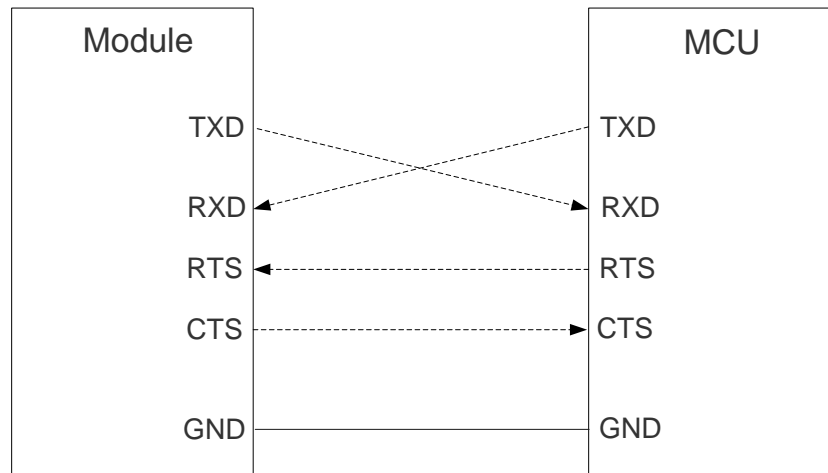 Module
MCU
TXD
TXD
RXD
RXD
RTS
RTS
CTS
CTS
GND
GND